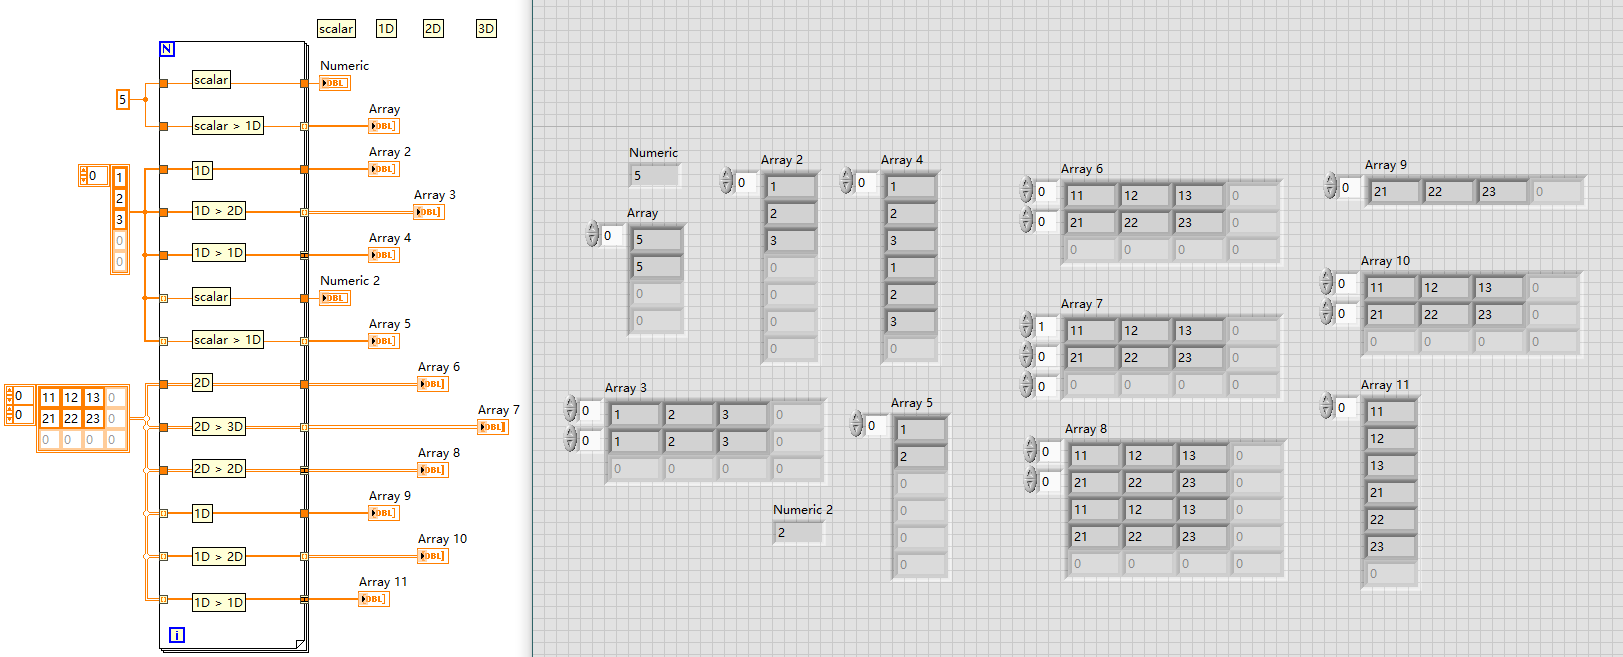 scalar 1D 2D 3D
N
Numeric
scalar
DBL
5
Array
scalar > 1D
DBL]
Array 2
1D
DBL]
0 1
2
3
0
0
Array 3
1D > 2D
DBL]
Array 4
1D > 1D
DBL]
Numeric 2
scalar
DBL
Array 5
scalar > 1D
DBL]
Array 6
2D
DBL]
0 11 12 13 0
0 21 22 23 0
0 0 0 0
Array 7
2D > 3D
DBL]
Array 8
2D > 2D
DBL]
Array 9
1D
DBL]
Array 10
1D > 2D
DBL]
Array 11
1D > 1D
DBL]
i
Numeric
5
Array
0 5
5
0
0
Array 2
0 1
2
3
0
0
0
0
Array 4
0 1
2
3
1
2
3
0
Array 3
0 1 2 3 0
0 1 2 3 0
0 0 0 0
Array 5
0 1
2
0
0
0
0
Numeric 2
2
Array 6
0 11 12 13 0
0 21 22 23 0
0 0 0 0
Array 7
1 11 12 13 0
0 21 22 23 0
0 0 0 0 0
Array 8
0 11 12 13 0
0 21 22 23 0
11 12 13 0
21 22 23 0
0 0 0 0
Array 9
0 21 22 23 0
Array 10
0 11 12 13 0
0 21 22 23 0
0 0 0 0
Array 11
0 11
12
13
21
22
23
0